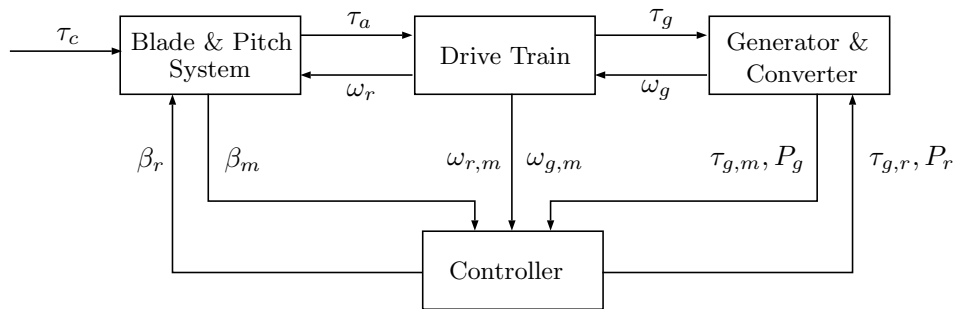 τ_c
Blade & Pitch
System
τ_a
ω_r
Drive Train
τ_g
ω_g
Generator &
Converter
β_r
β_m
ω_{r,m}
ω_{g,m}
τ_{g,m}, P_g
τ_{g,r}, P_r
Controller